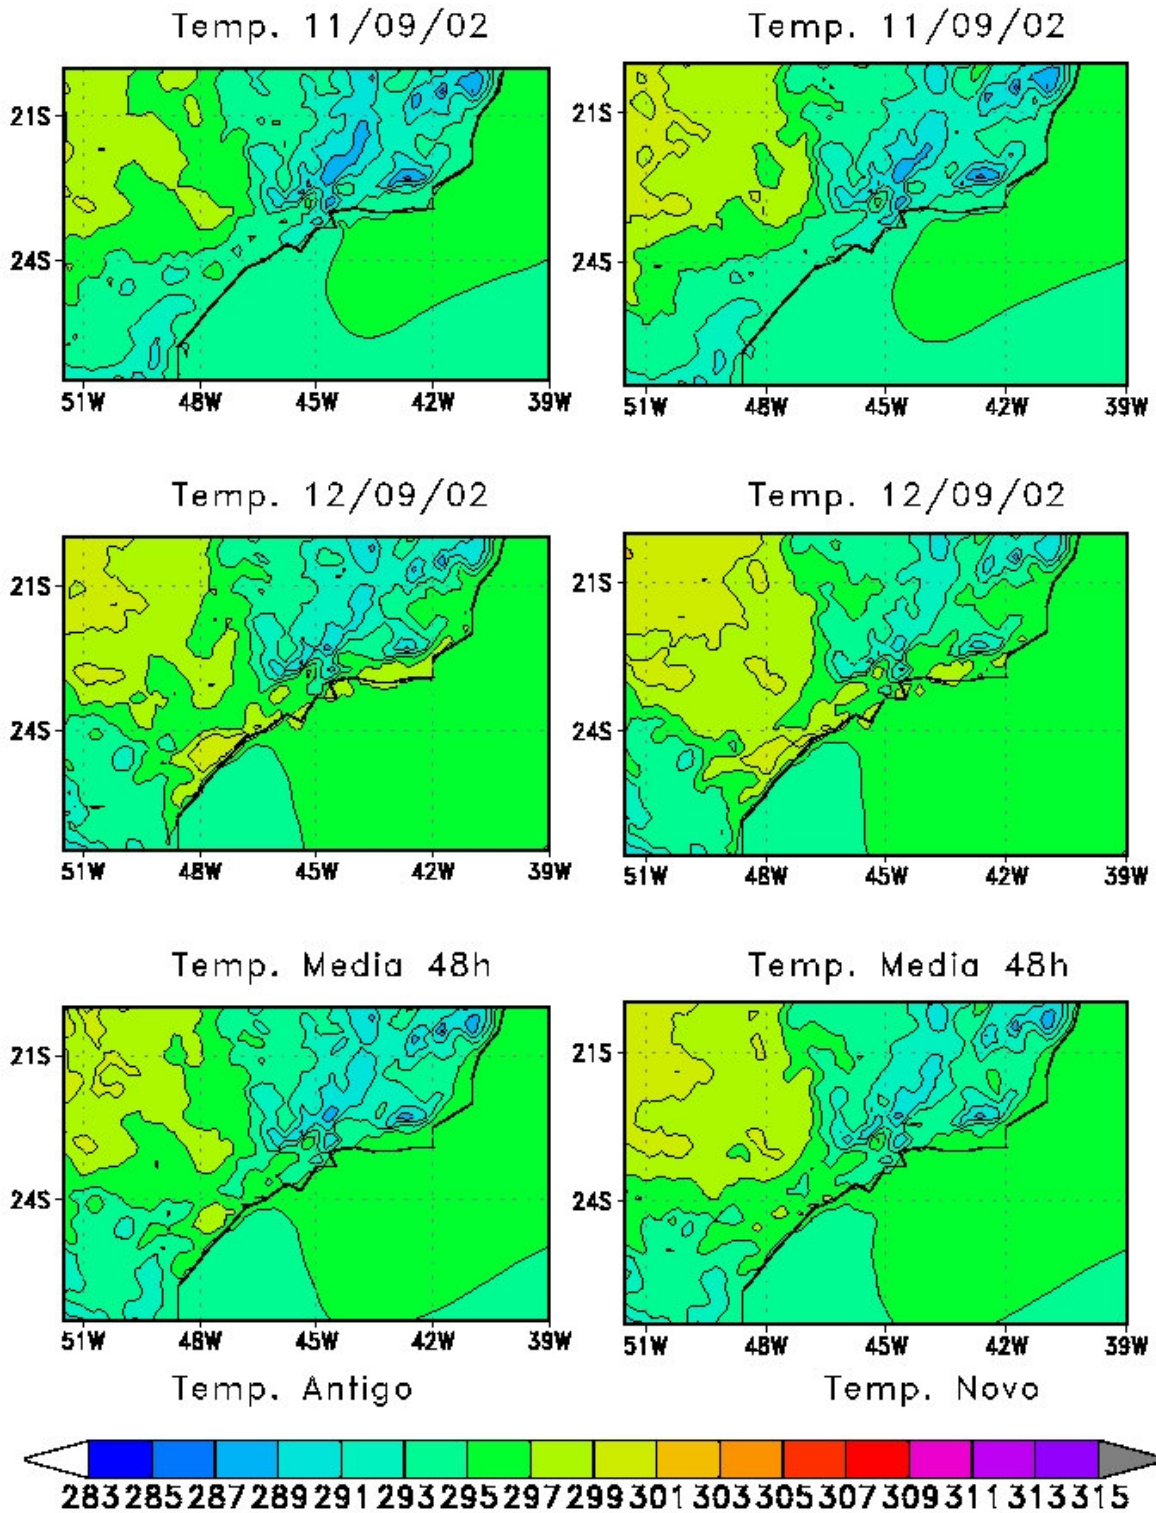 Temp. 11/09/02 Temp. 11/09/02
21S 21S
24S 24S
51W 48W 45W 42W 39W 51W 48W 45W 42W 39W
Temp. 12/09/02 Temp. 12/09/02
21S 21S
24S 24S
51W 48W 45W 42W 39W 51W 48W 45W 42W 39W
Temp. Media 48h Temp. Media 48h
21S 21S
24S 24S
51W 48W 45W 42W 39W 51W 48W 45W 42W 39W
Temp. Antigo Temp. Novo
283 285 287 289 291 293 295 297 299 301 303 305 307 309 311 313 315